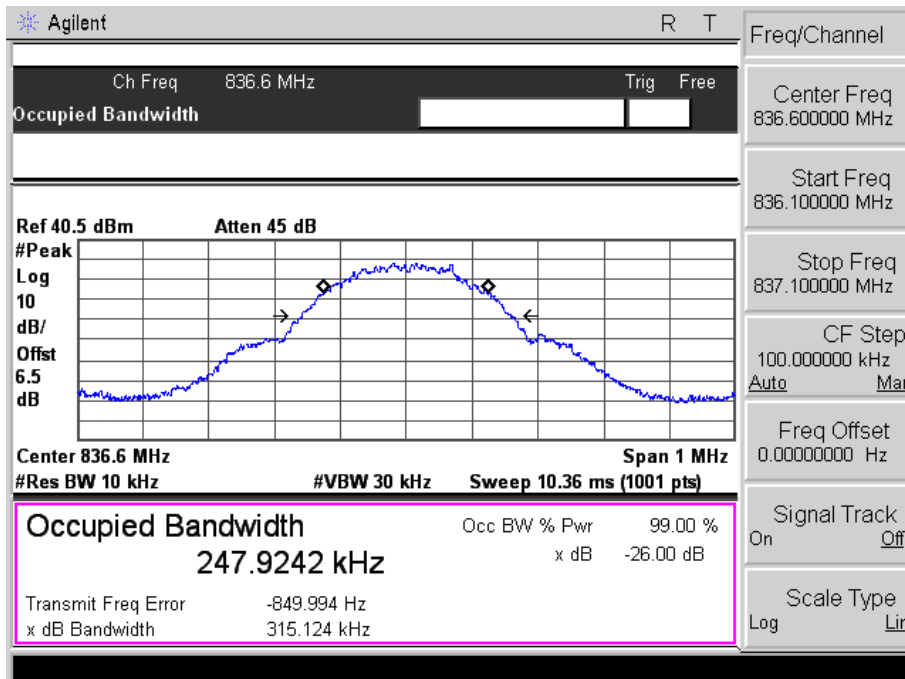 Agilent R T
Ch Freq 836.6 MHz Trig Free
Occupied Bandwidth
Ref 40.5 dBm Atten 45 dB
#Peak
Log
10
dB/
Offst
6.5
dB
Center 836.6 MHz Span 1 MHz
#Res BW 10 kHz #VBW 30 kHz Sweep 10.36 ms (1001 pts)
Occupied Bandwidth
247.9242 kHz
Occ BW % Pwr 99.00 %
x dB -26.00 dB
Transmit Freq Error -849.994 Hz
x dB Bandwidth 315.124 kHz
Freq/Channel
Center Freq
836.600000 MHz
Start Freq
836.100000 MHz
Stop Freq
837.100000 MHz
CF Step
100.000000 kHz
Auto Mar
Freq Offset
0.00000000 Hz
Signal Track
On Off
Scale Type
Log Lin